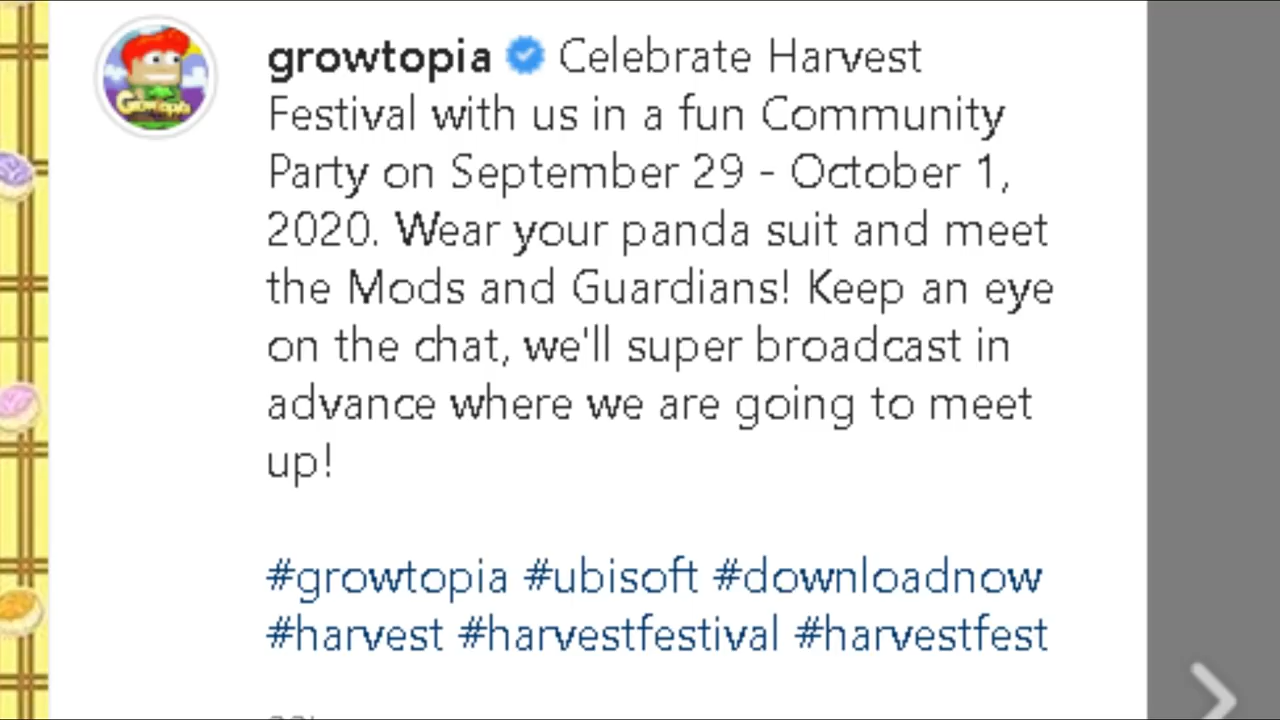 growtopia Celebrate Harvest
Festival with us in a fun Community
Party on September 29 - October 1,
2020. Wear your panda suit and meet
the Mods and Guardians! Keep an eye
on the chat, we'll super broadcast in
advance where we are going to meet
up!
#growtopia #ubisoft #downloadnow
#harvest #harvestfestival #harvestfest